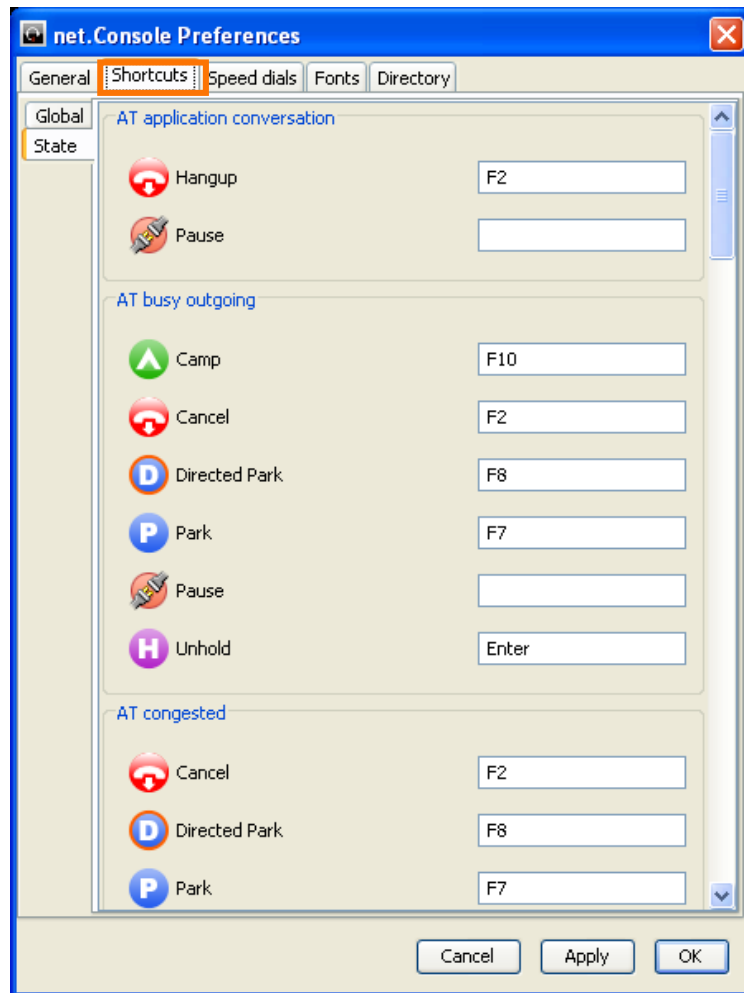 net.Console Preferences
General Shortcuts Speed dials Fonts Directory
Global
State
AT application conversation
Hangup F2
Pause
AT busy outgoing
Camp F10
Cancel F2
D Directed Park F8
P Park F7
Pause
H Unhold Enter
AT congested
Cancel F2
D Directed Park F8
P Park F7
Cancel Apply OK